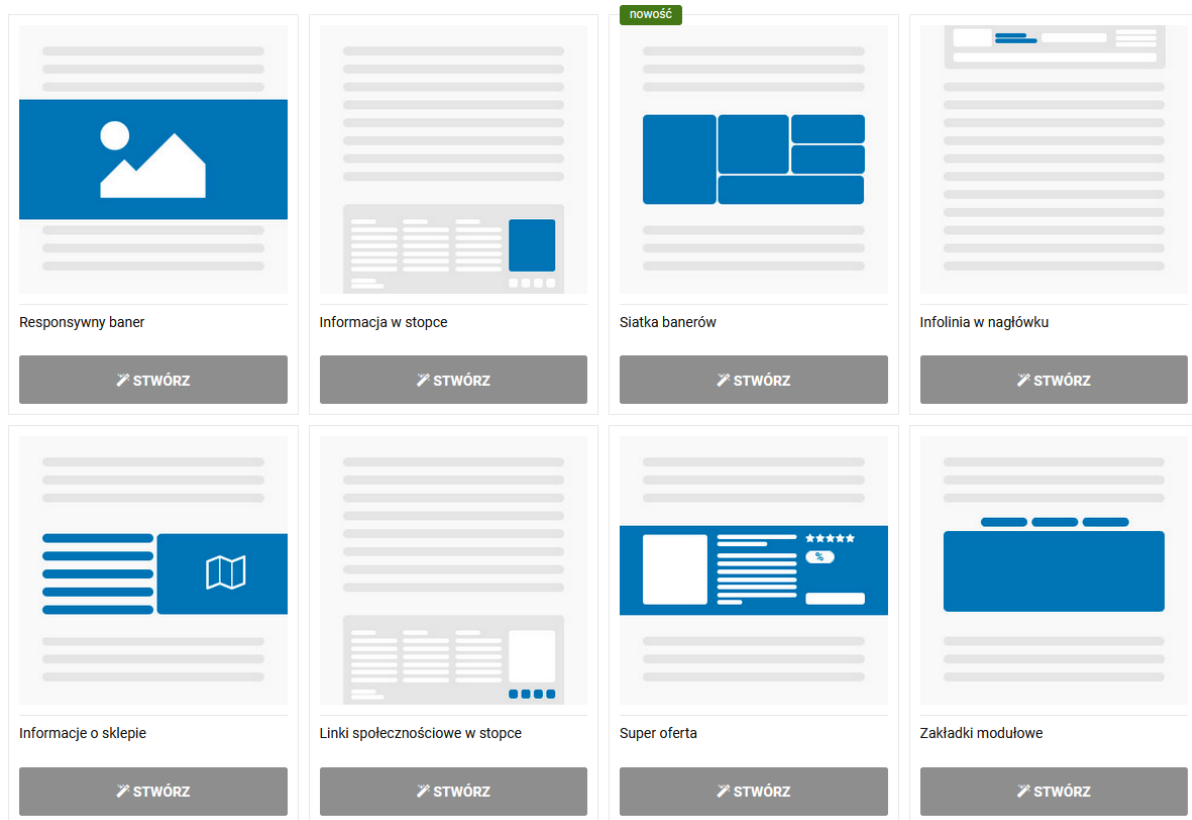 nowość
Responsywny baner
Informacja w stopce
Siatka banerów
Infolinia w nagłówku
STWÓRZ
STWÓRZ
STWÓRZ
STWÓRZ
%
Informacje o sklepie
Linki społecznościowe w stopce
Super oferta
Zakładki modułowe
STWÓRZ
STWÓRZ
STWÓRZ
STWÓRZ